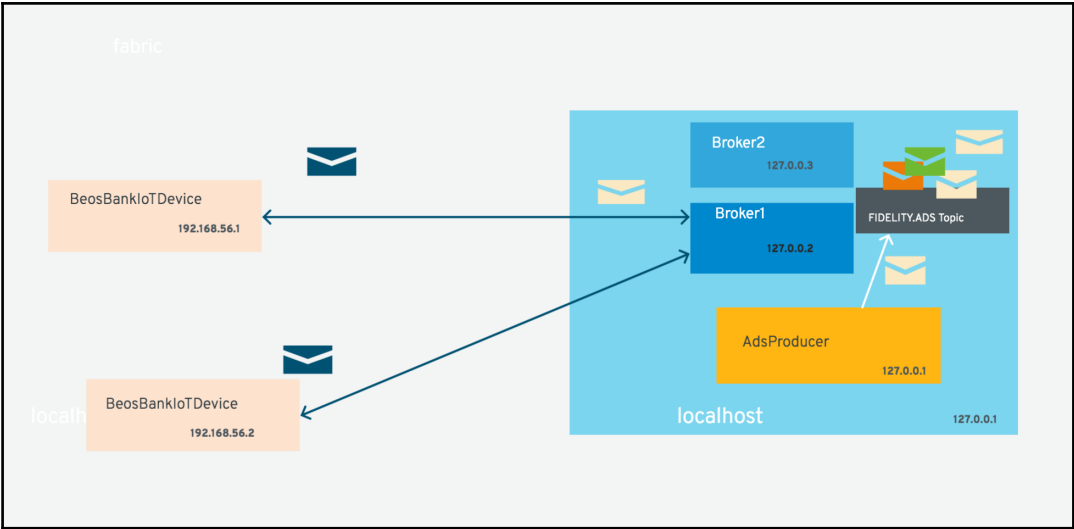 fabric
BeosBankIoTDevice
192.168.56.1
BeosBankIoTDevice
192.168.56.2
localh
Broker2
127.0.0.3
Broker1
127.0.0.2
FIDELITY.ADS Topic
AdsProducer
127.0.0.1
localhost
127.0.0.1